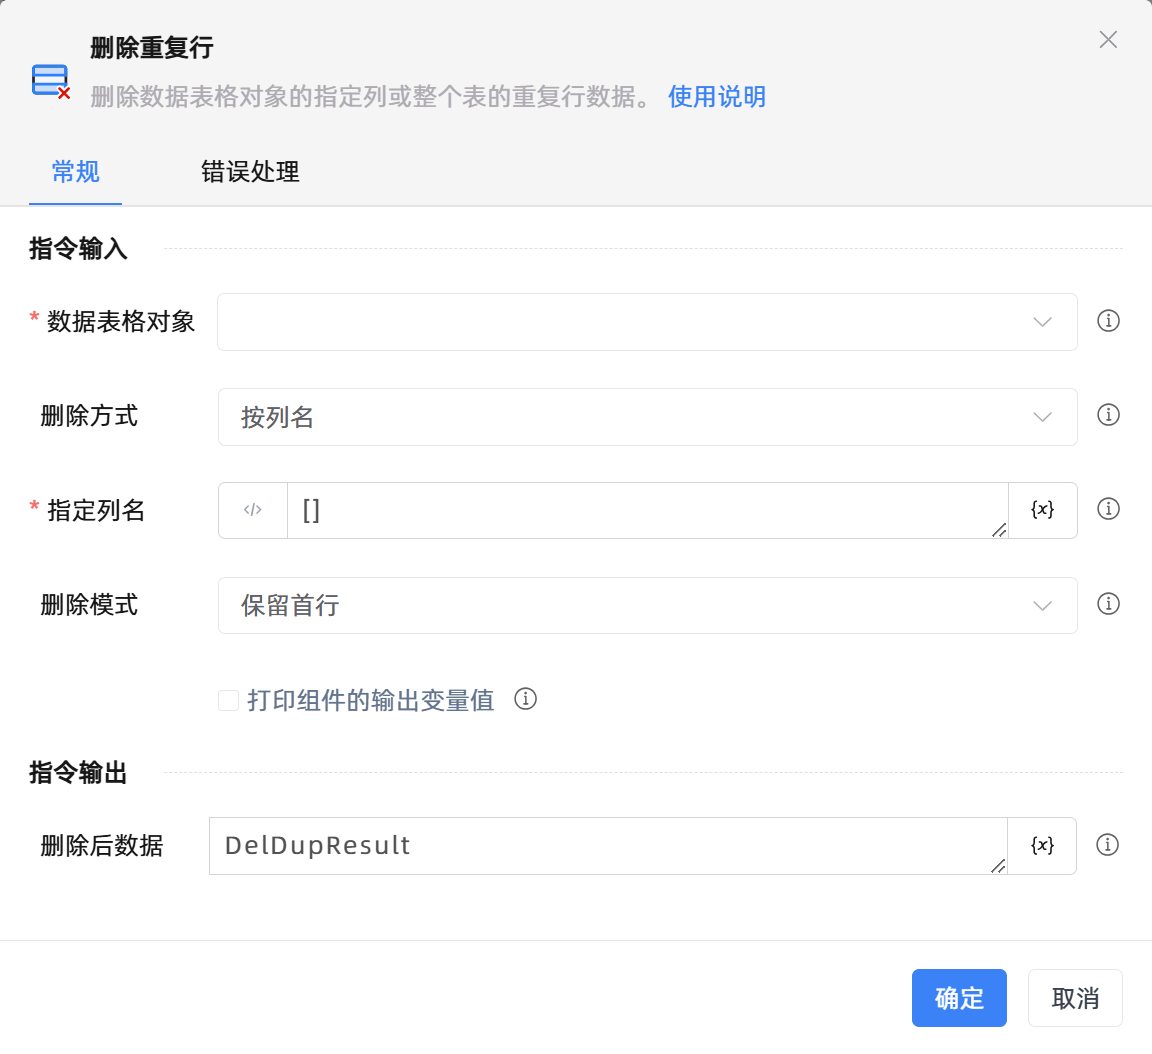 删除重复行
删除数据表格对象的指定列或整个表的重复行数据。 使用说明
常规 错误处理
指令输入
* 数据表格对象
删除方式 按列名
* 指定列名 </> [] {x}
删除模式 保留首行
打印组件的输出变量值
指令输出
删除后数据 DelDupResult {x}
确定 取消